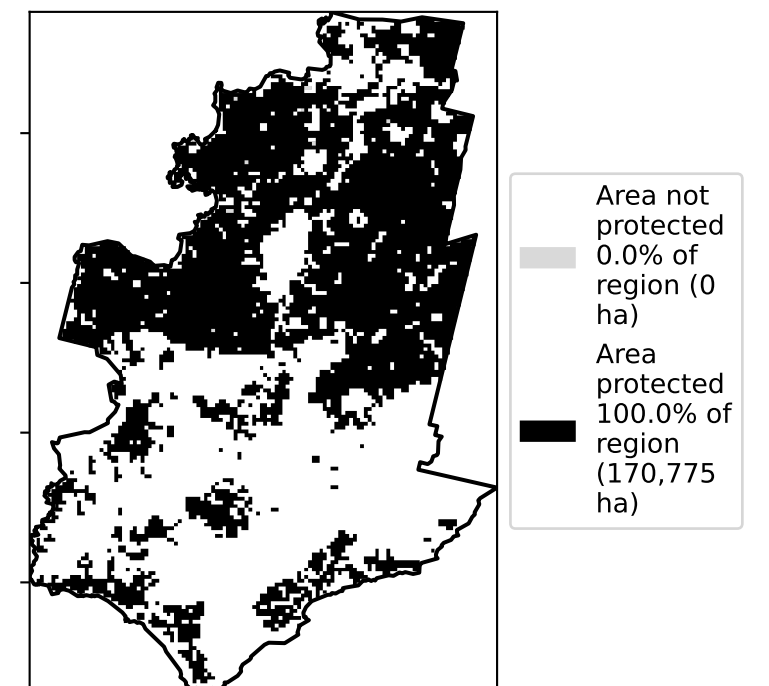 Area not
protected
0.0% of
region (0
ha)
Area
protected
100.0% of
region
(170,775
ha)